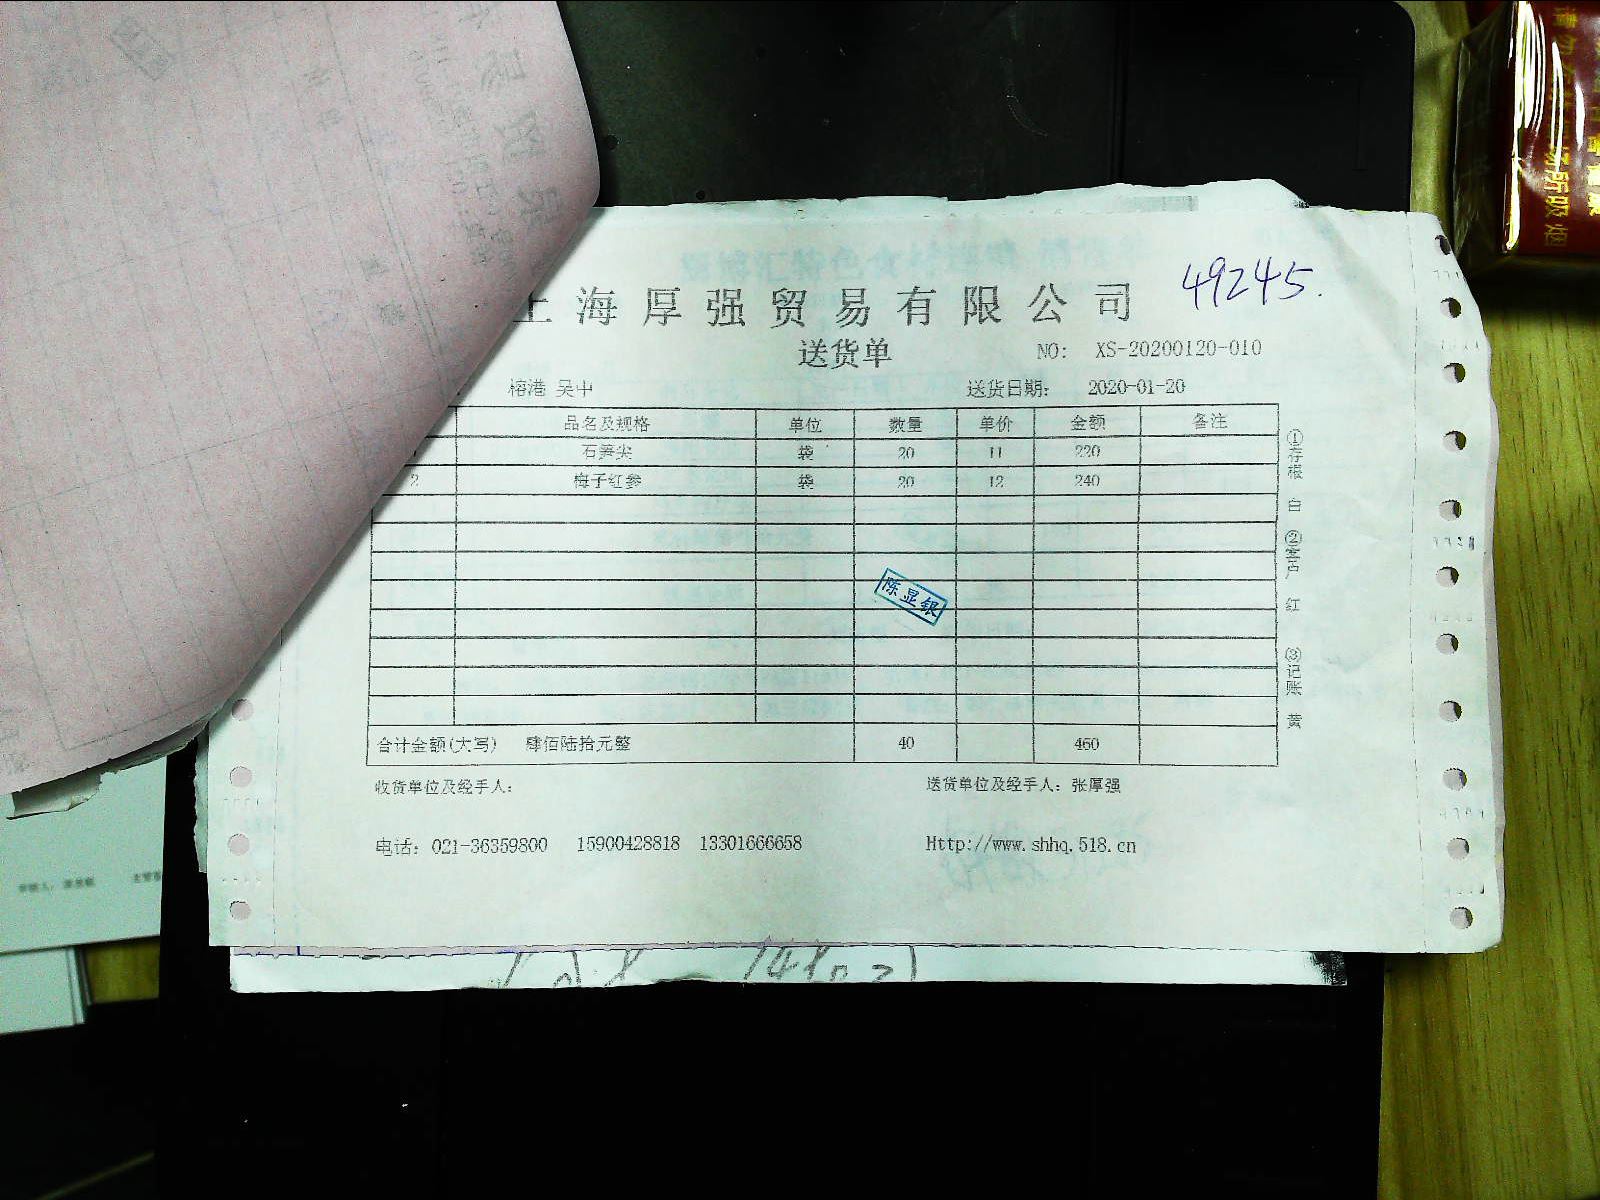 49245.
上海厚强贸易有限公司
送货单
NO: XS-20200120-010
榕港 吴中 送货日期: 2020-01-20
品名及规格 单位 数量 单价 金额 备注
石笋尖 袋 20 11 220
2 梅子红参 袋 20 12 240
陈显银
合计金额(大写) 肆佰陆拾元整 40 460
收货单位及经手人: 送货单位及经手人: 张厚强
电话: 021-36359800 15900428818 13301666658 Http://www.shhq.518.cn
①存根 白 ②客户 红 ③记账 黄